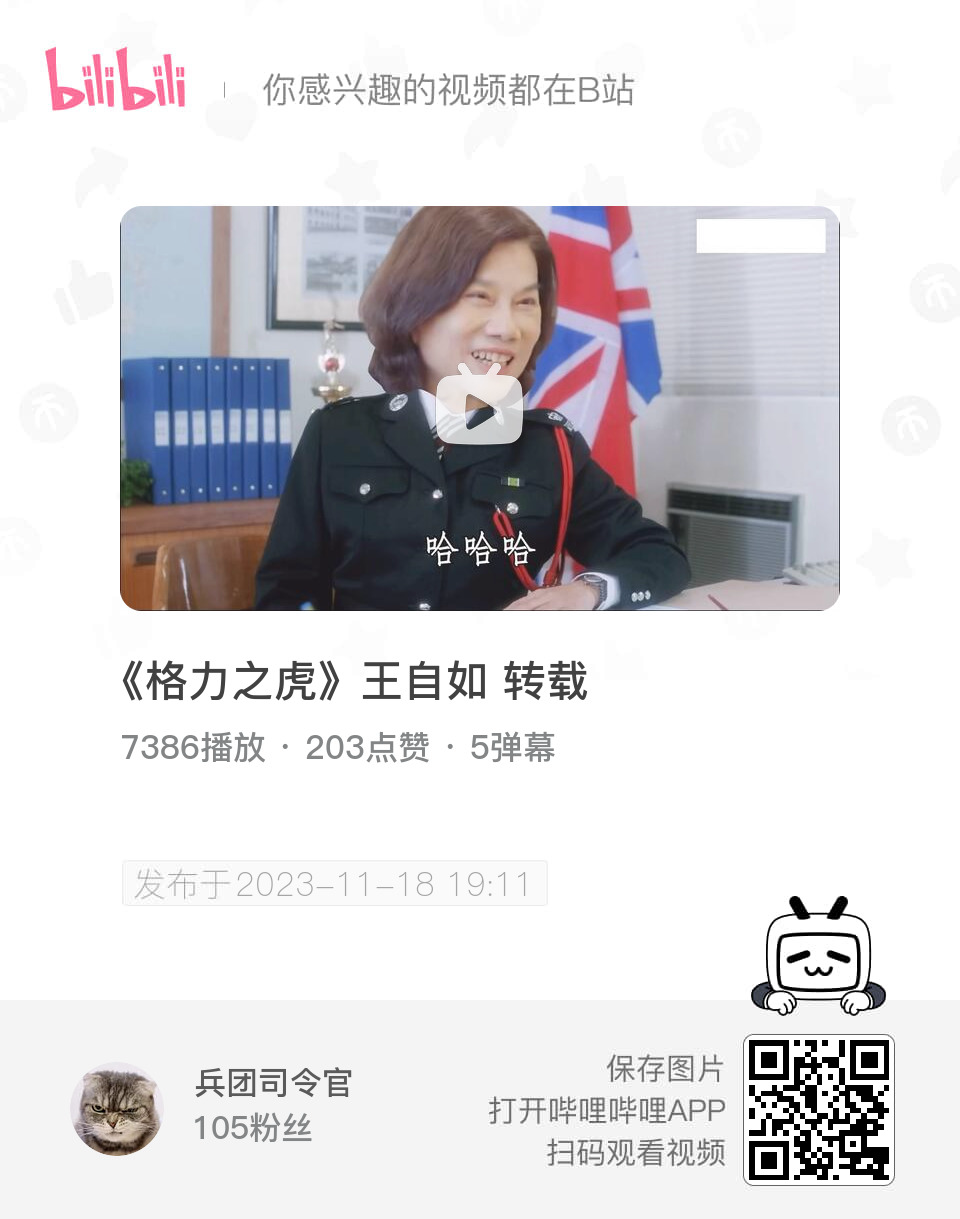 bilibili
你感兴趣的视频都在B站
哈哈哈
《格力之虎》王自如 转载
7386播放 · 203点赞 · 5弹幕
发布于2023-11-18 19:11
兵团司令官
105粉丝
保存图片
打开哔哩哔哩APP
扫码观看视频